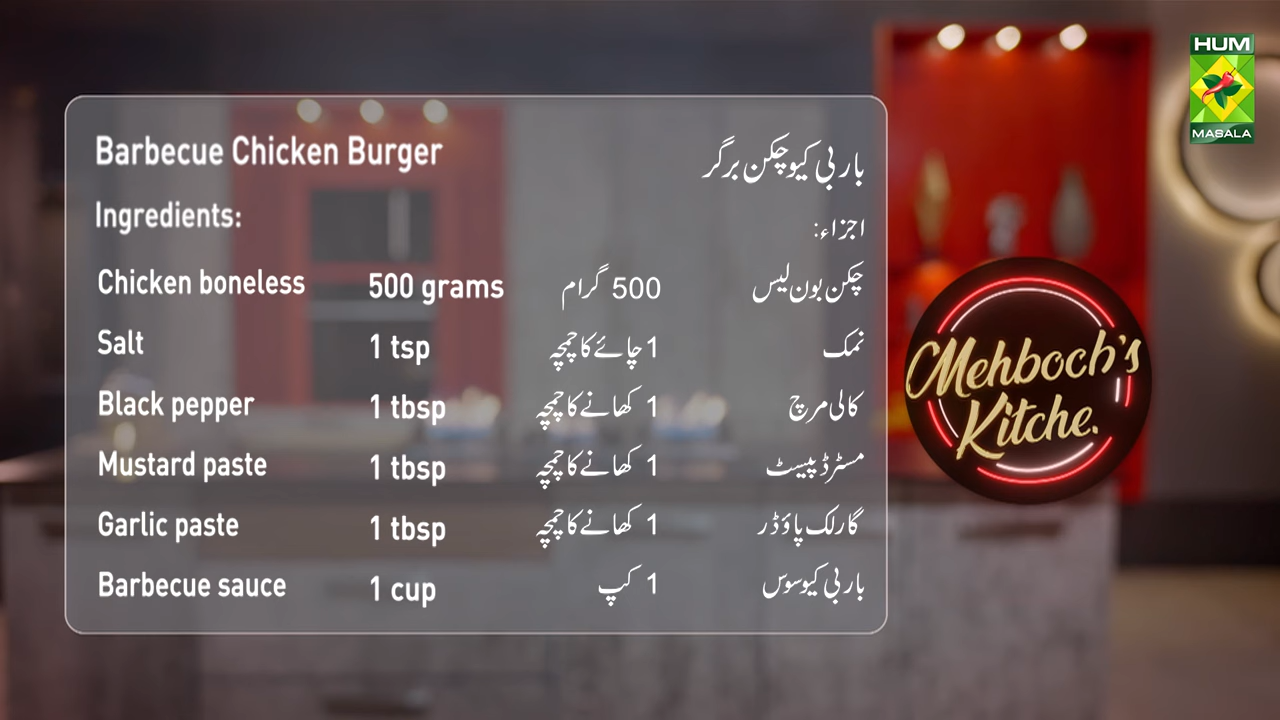 HUM
MASALA
Barbecue Chicken Burger باربی کیو چکن برگر
Ingredients: اجزاء:
Chicken boneless 500 grams 500 گرام چکن بون لیس
Salt 1 tsp 1 چائے کا چمچہ نمک
Black pepper 1 tbsp 1 کھانے کا چمچہ کالی مرچ
Mustard paste 1 tbsp 1 کھانے کا چمچہ مسٹرڈ پیسٹ
Garlic paste 1 tbsp 1 کھانے کا چمچہ گارلک پاؤڈر
Barbecue sauce 1 cup 1 کپ باربی کیو سوس
Mehboob's
Kitche.